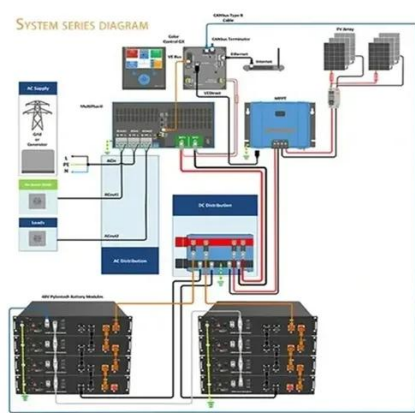 SYSTEM SERIES DIAGRAM
CANbus Type B
Cable
Color
Control GX
CANbus Terminator
PV Array
Ethernet
Ethernet
VE Bus
VE Direct
AC Supply
MultiPlus-II
MPPT
Grid
or
Generator
L
PE
N
ACin
ACout1
Loads
ACout2
DC Distribution
AC Distribution
48V Pylontech Battery Modules